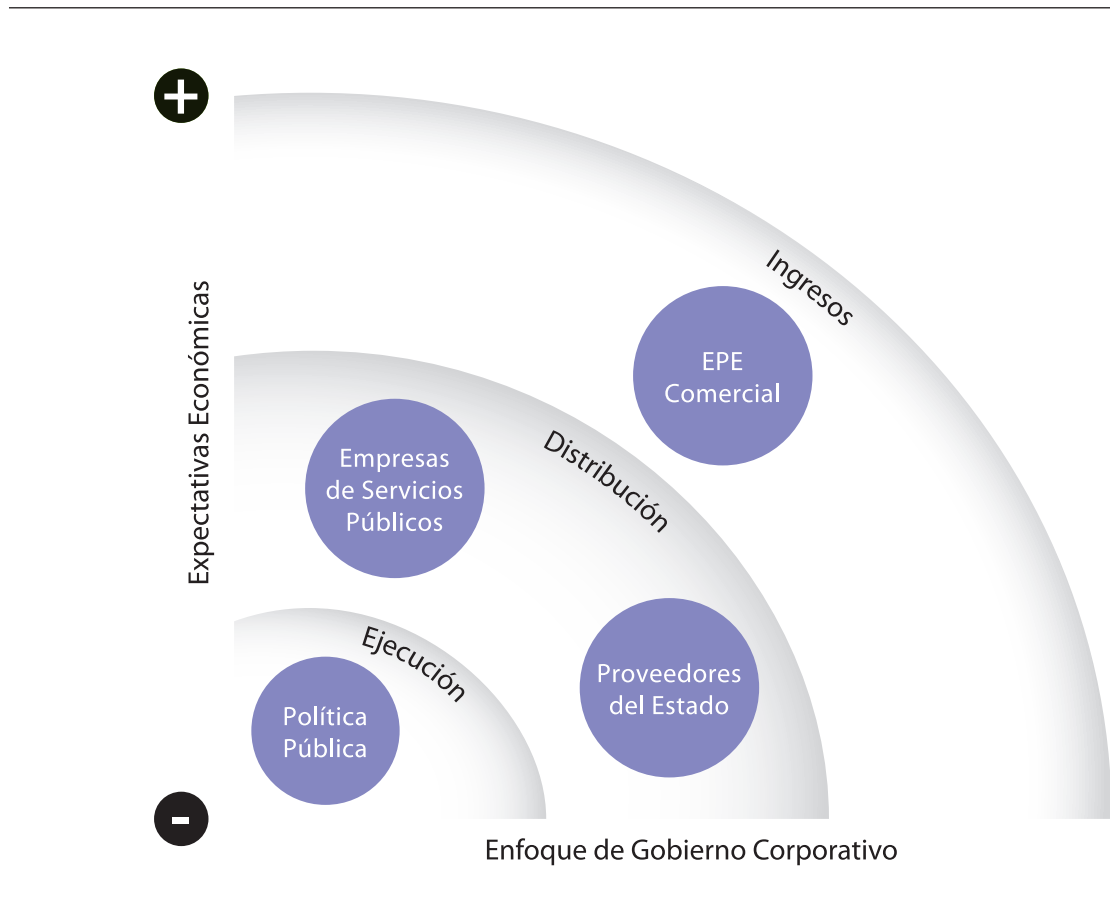 +
Ingresos
EPE
Comercial
Expectativas Económicas
Distribución
Empresas
de Servicios
Públicos
Ejecución
Proveedores
del Estado
Política
Pública
-
Enfoque de Gobierno Corporativo